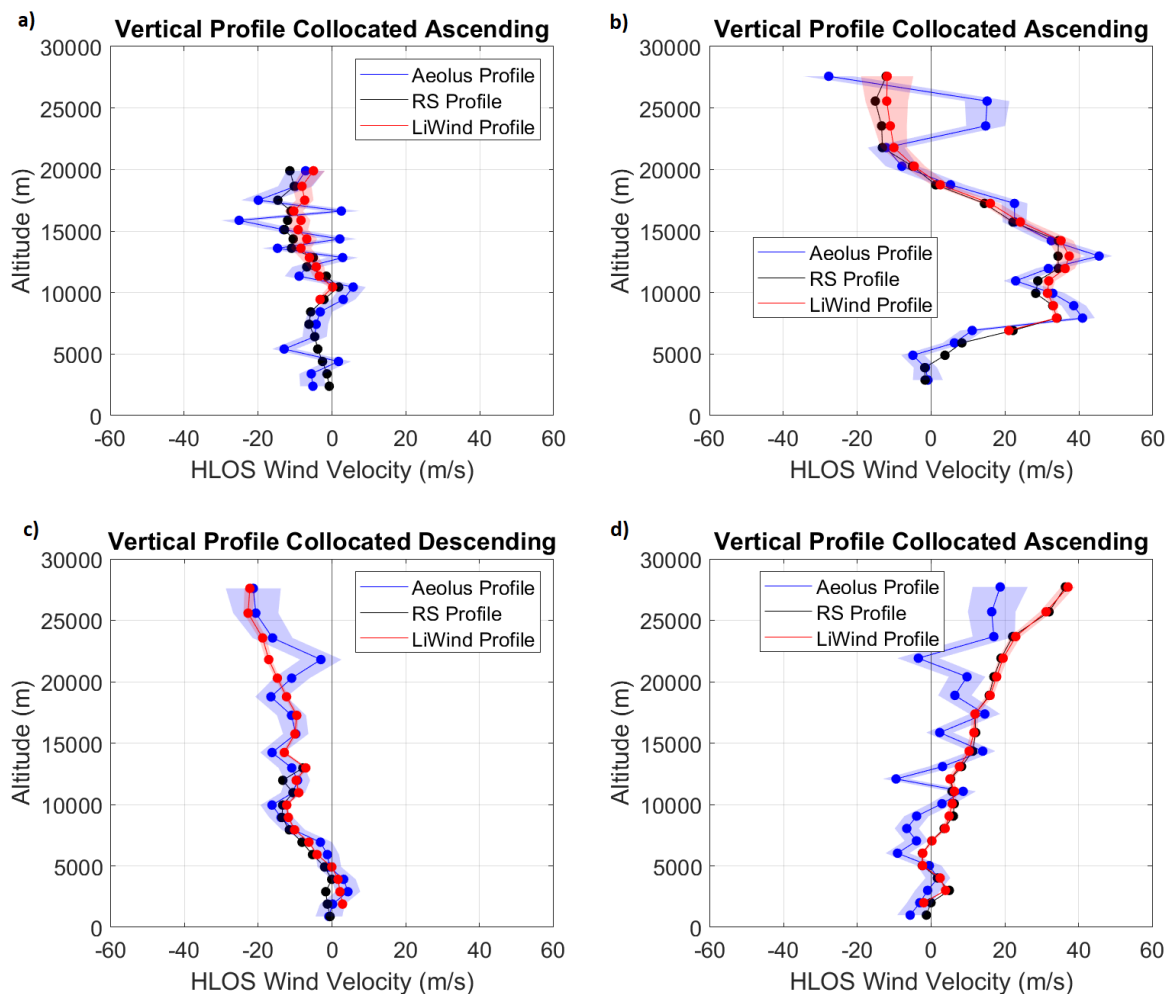 a)
Vertical Profile Collocated Ascending
30000
25000
20000
15000
10000
5000
0
Altitude (m)
Aeolus Profile
RS Profile
LiWind Profile
-60 -40 -20 0 20 40 60
HLOS Wind Velocity (m/s)
b)
Vertical Profile Collocated Ascending
30000
25000
20000
15000
10000
5000
0
Altitude (m)
Aeolus Profile
RS Profile
LiWind Profile
-60 -40 -20 0 20 40 60
HLOS Wind Velocity (m/s)
c)
Vertical Profile Collocated Descending
30000
25000
20000
15000
10000
5000
0
Altitude (m)
Aeolus Profile
RS Profile
LiWind Profile
-60 -40 -20 0 20 40 60
HLOS Wind Velocity (m/s)
d)
Vertical Profile Collocated Ascending
30000
25000
20000
15000
10000
5000
0
Altitude (m)
Aeolus Profile
RS Profile
LiWind Profile
-60 -40 -20 0 20 40 60
HLOS Wind Velocity (m/s)